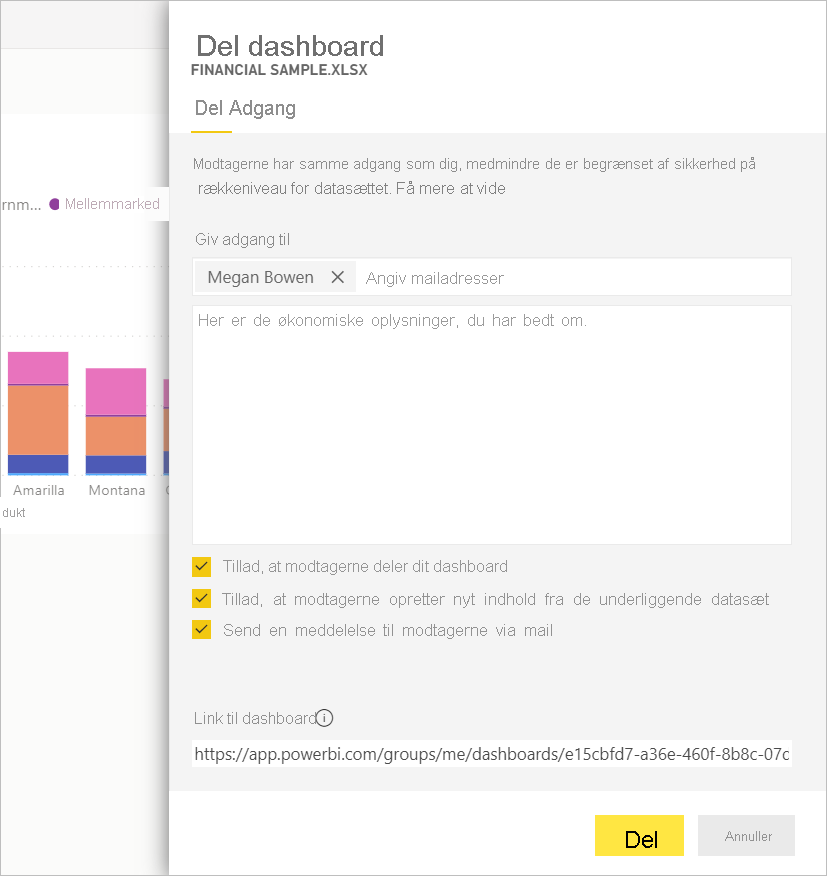 Del dashboard
FINANCIAL SAMPLE.XLSX
Del Adgang
Modtagerne har samme adgang som dig, medmindre de er begrænset af sikkerhed på
rækkeniveau for datasættet. Få mere at vide
rnm... Mellemmarked
Giv adgang til
Megan Bowen Angiv mailadresser
Her er de økonomiske oplysninger, du har bedt om.
Amarilla Montana
dukt
Tillad, at modtagerne deler dit dashboard
Tillad, at modtagerne opretter nyt indhold fra de underliggende datasæt
Send en meddelelse til modtagerne via mail
Link til dashboard
https://app.powerbi.com/groups/me/dashboards/e15cbfd7-a36e-460f-8b8c-07d
Del Annuller